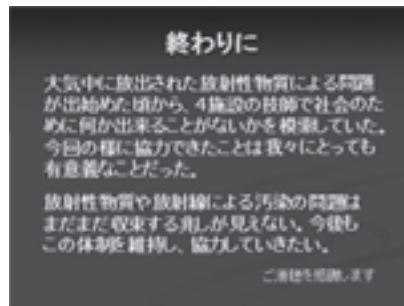 終わりに
大気中に放出された放射性物質による問題
が出始めた頃から、4施設の技師で社会のた
めに何か出来ることがないかを模索していた。
今回の様に協力できたことは我々にとっても
有意義なことだった。
放射性物質や放射線による汚染の問題は
まだまだ収束する兆しが見えない。今後も
この体制を維持し、協力していきたい。
ご清聴を感謝します